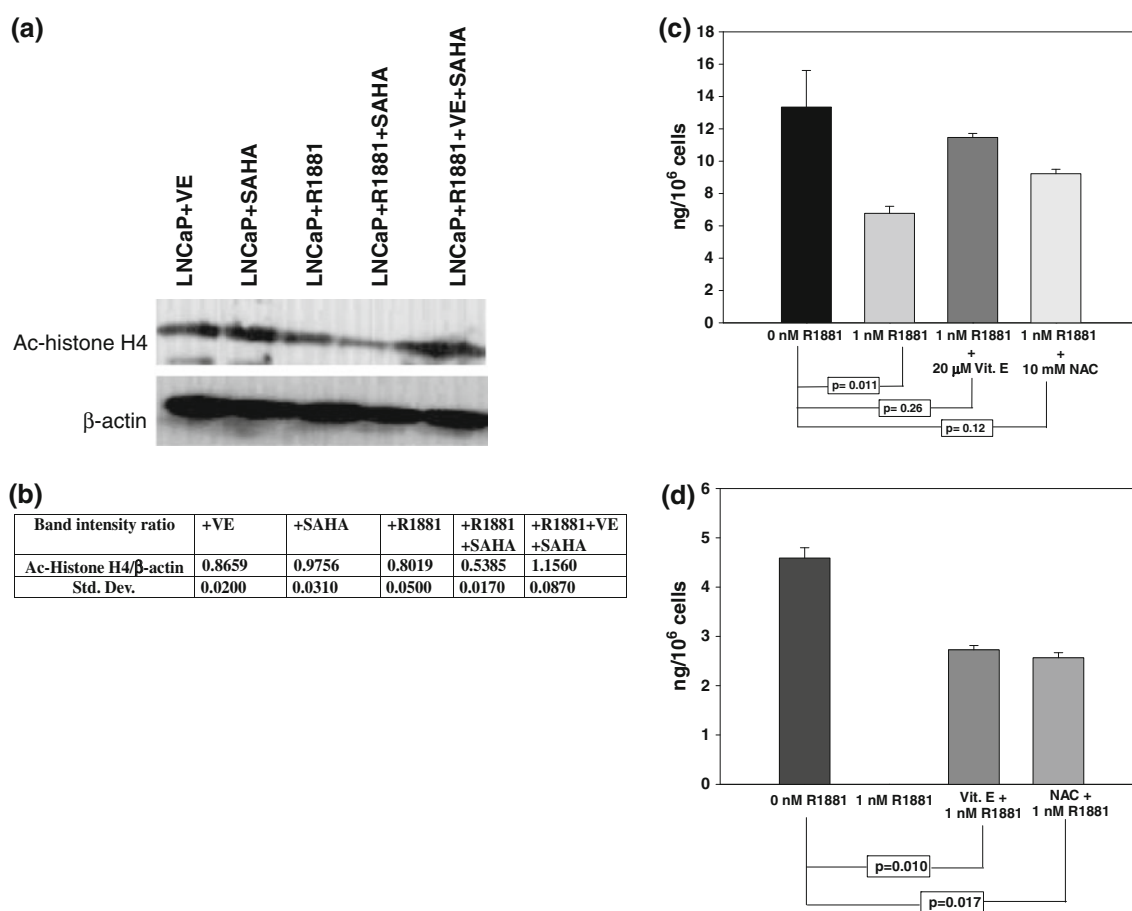 (a)
LNCaP+VE
LNCaP+SAHA
LNCaP+R1881
LNCaP+R1881+SAHA
LNCaP+R1881+VE+SAHA
Ac-histone H4
β-actin
(b)
Band intensity ratio +VE +SAHA +R1881 +R1881 +SAHA +R1881+VE +SAHA
Ac-Histone H4/β-actin 0.8659 0.9756 0.8019 0.5385 1.1560
Std. Dev. 0.0200 0.0310 0.0500 0.0170 0.0870
(c)
ng/10⁶ cells
18
16
14
12
10
8
6
4
2
0
0 nM R1881 1 nM R1881 1 nM R1881 1 nM R1881
+ +
20 µM Vit. E 10 mM NAC
p= 0.011
p= 0.26
p= 0.12
(d)
ng/10⁶ cells
6
5
4
3
2
1
0
0 nM R1881 1 nM R1881 Vit. E + NAC +
1 nM R1881 1 nM R1881
p=0.010
p=0.017